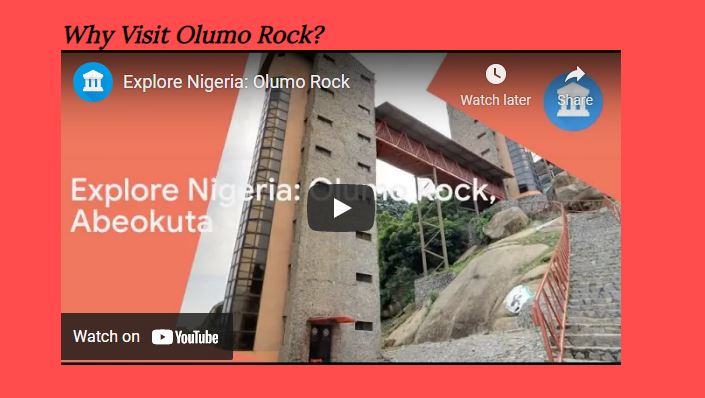 Why Visit Olumo Rock?
Explore Nigeria: Olumo Rock
Watch later
Share
Explore Nigeria: Olumo Rock,
Abeokuta
Watch on YouTube